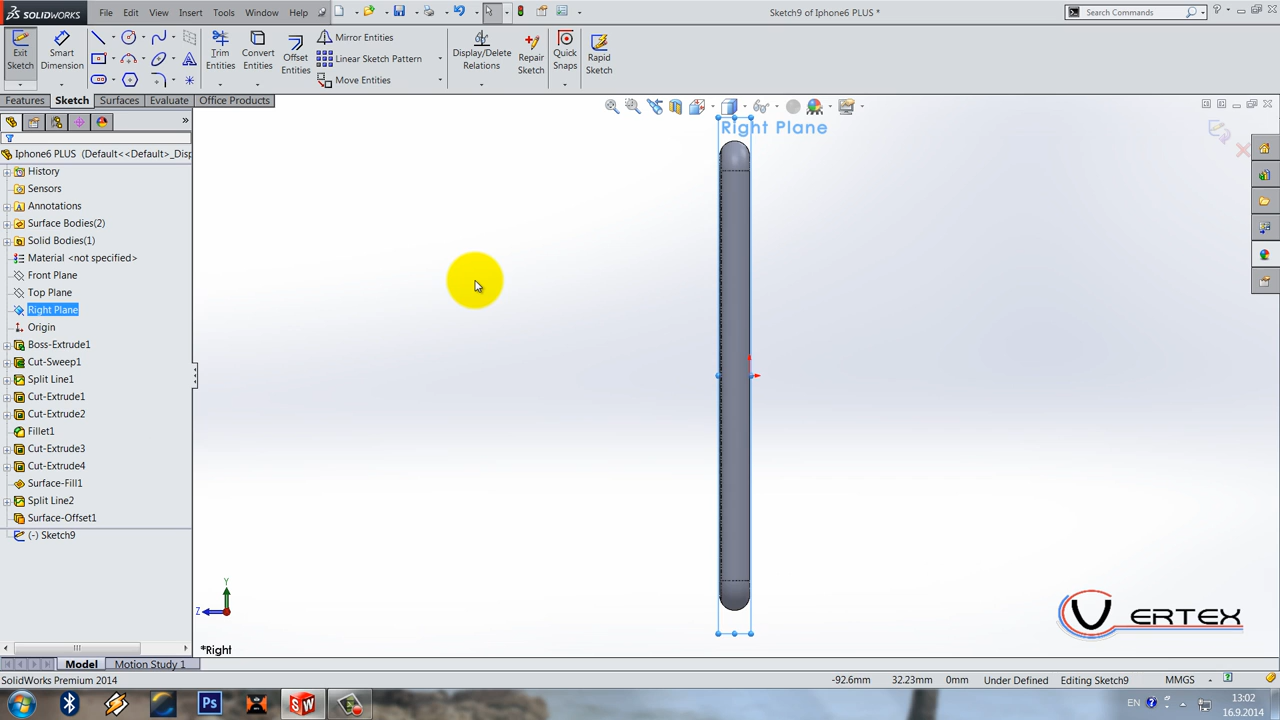 SOLIDWORKS
File Edit View Insert Tools Window Help
Sketch9 of Iphone6 PLUS *
Search Commands
Exit Sketch
Smart Dimension
Trim Entities
Convert Entities
Offset Entities
Mirror Entities
Linear Sketch Pattern
Move Entities
Display/Delete Relations
Repair Sketch
Quick Snaps
Rapid Sketch
Features Sketch Surfaces Evaluate Office Products
Right Plane
Iphone6 PLUS (Default<<Default>_Disp
History
Sensors
Annotations
Surface Bodies(2)
Solid Bodies(1)
Material <not specified>
Front Plane
Top Plane
Right Plane
Origin
Boss-Extrude1
Cut-Sweep1
Split Line1
Cut-Extrude1
Cut-Extrude2
Fillet1
Cut-Extrude3
Cut-Extrude4
Surface-Fill1
Split Line2
Surface-Offset1
(-) Sketch9
Y
Z
*Right
VERTEX
Model Motion Study 1
SolidWorks Premium 2014
-92.6mm 32.23mm 0mm Under Defined Editing Sketch9 MMGS
Ps
SW
EN
13:02
16.9.2014